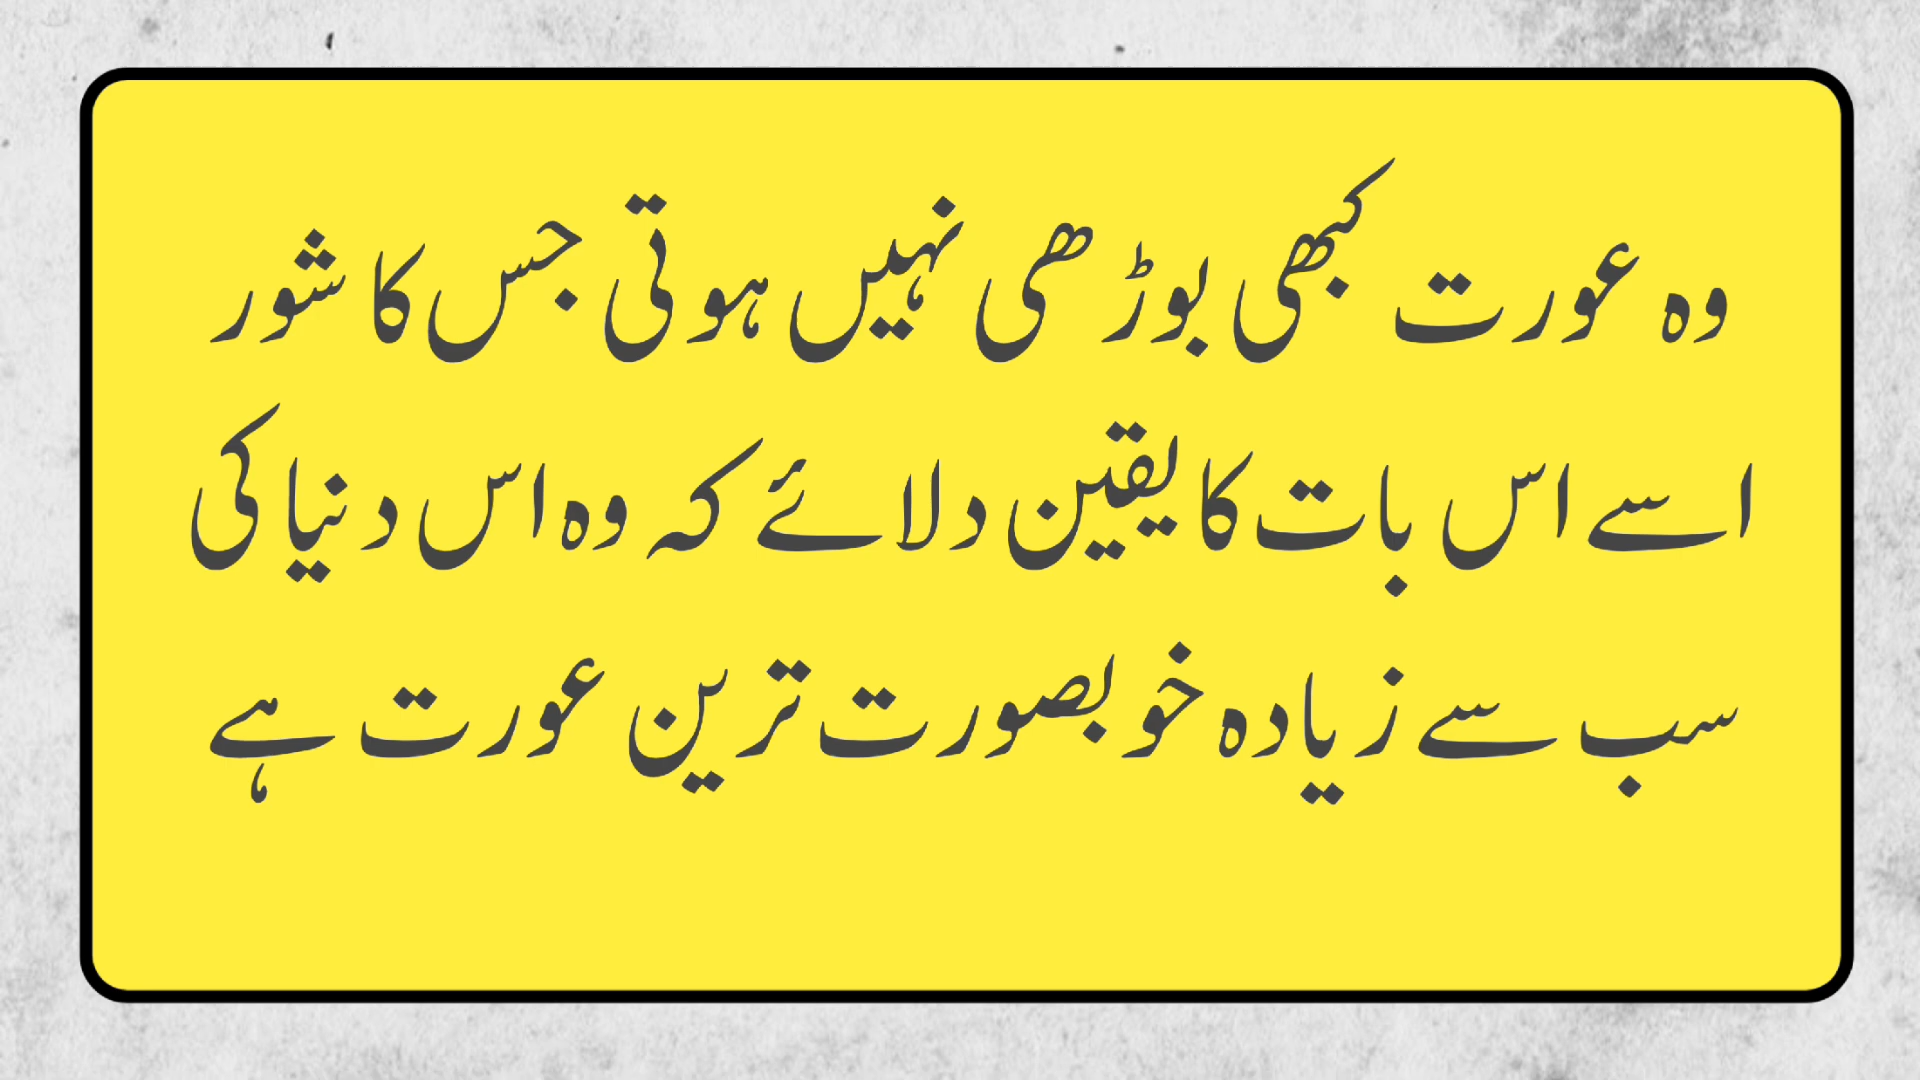 وہ عورت کبھی بوڑھی نہیں ہوتی جس کا شور
اسے اس بات کا یقین دلائے کہ وہ اس دنیا کی
سب سے زیادہ خوبصورت ترین عورت ہے